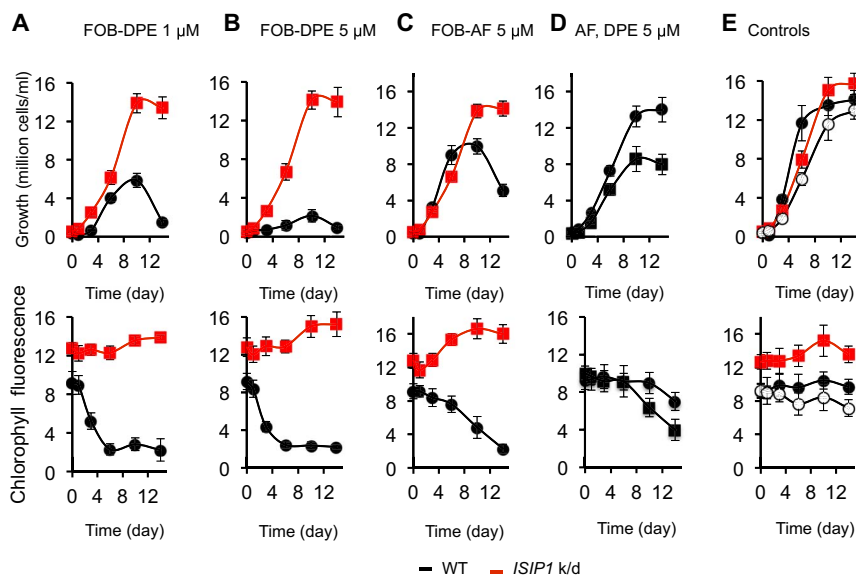 A FOB-DPE 1 µM B FOB-DPE 5 µM C FOB-AF 5 µM D AF, DPE 5 µM E Controls
Growth (million cells/ml)
16 16 16 16 16
12 12 12 12 12
8 8 8 8 8
4 4 4 4 4
0 0 0 0 0
0 4 8 12 0 4 8 12 0 4 8 12 0 4 8 12 0 4 8 12
Time (day) Time (day) Time (day) Time (day) Time (day)
Chlorophyll fluorescence
16 16 16 16 16
12 12 12 12 12
8 8 8 8 8
4 4 4 4 4
0 0 0 0 0
0 4 8 12 0 4 8 12 0 4 8 12 0 4 8 12 0 4 8 12
Time (day) Time (day) Time (day) Time (day) Time (day)
WT ISIP1 k/d